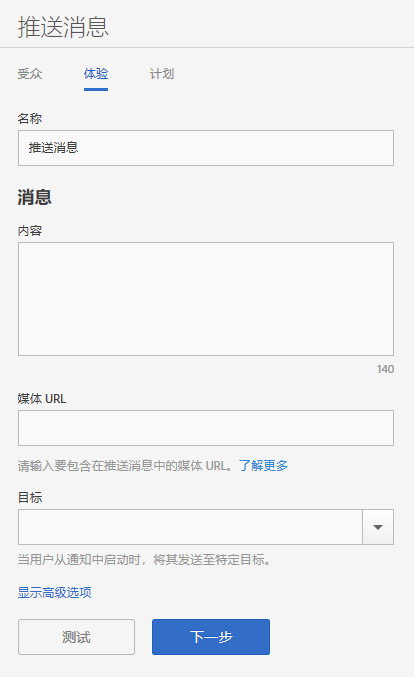 推送消息
受众 体验 计划
名称
推送消息
消息
内容
140
媒体 URL
请输入要包含在推送消息中的媒体 URL。了解更多
目标
当用户从通知中启动时，将其发送至特定目标。
显示高级选项
测试 下一步